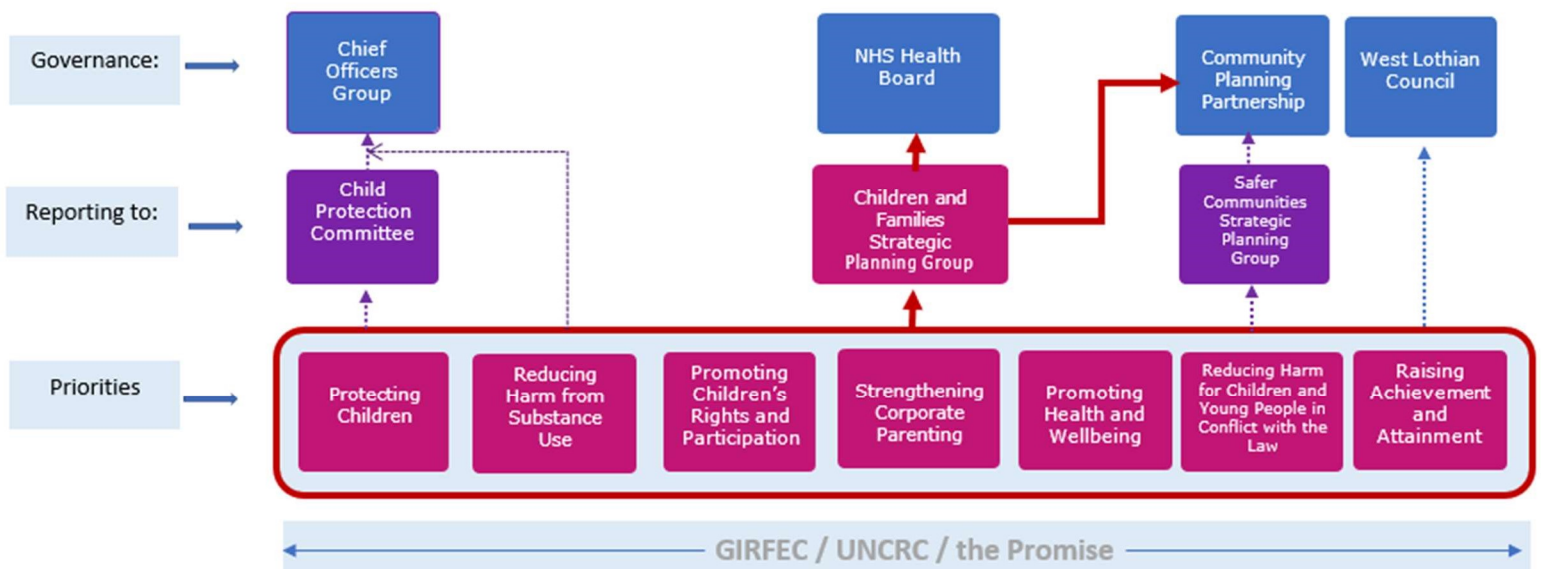 Governance:
Chief
Officers
Group
NHS Health
Board
Community
Planning
Partnership
West Lothian
Council
Reporting to:
Child
Protection
Committee
Children and
Families
Strategic
Planning Group
Safer
Communities
Strategic
Planning
Group
Priorities
Protecting
Children
Reducing
Harm from
Substance
Use
Promoting
Children’s
Rights and
Participation
Strengthening
Corporate
Parenting
Promoting
Health and
Wellbeing
Reducing Harm
for Children and
Young People in
Conflict with the
Law
Raising
Achievement
and
Attainment
GIRFEC / UNCRC / the Promise